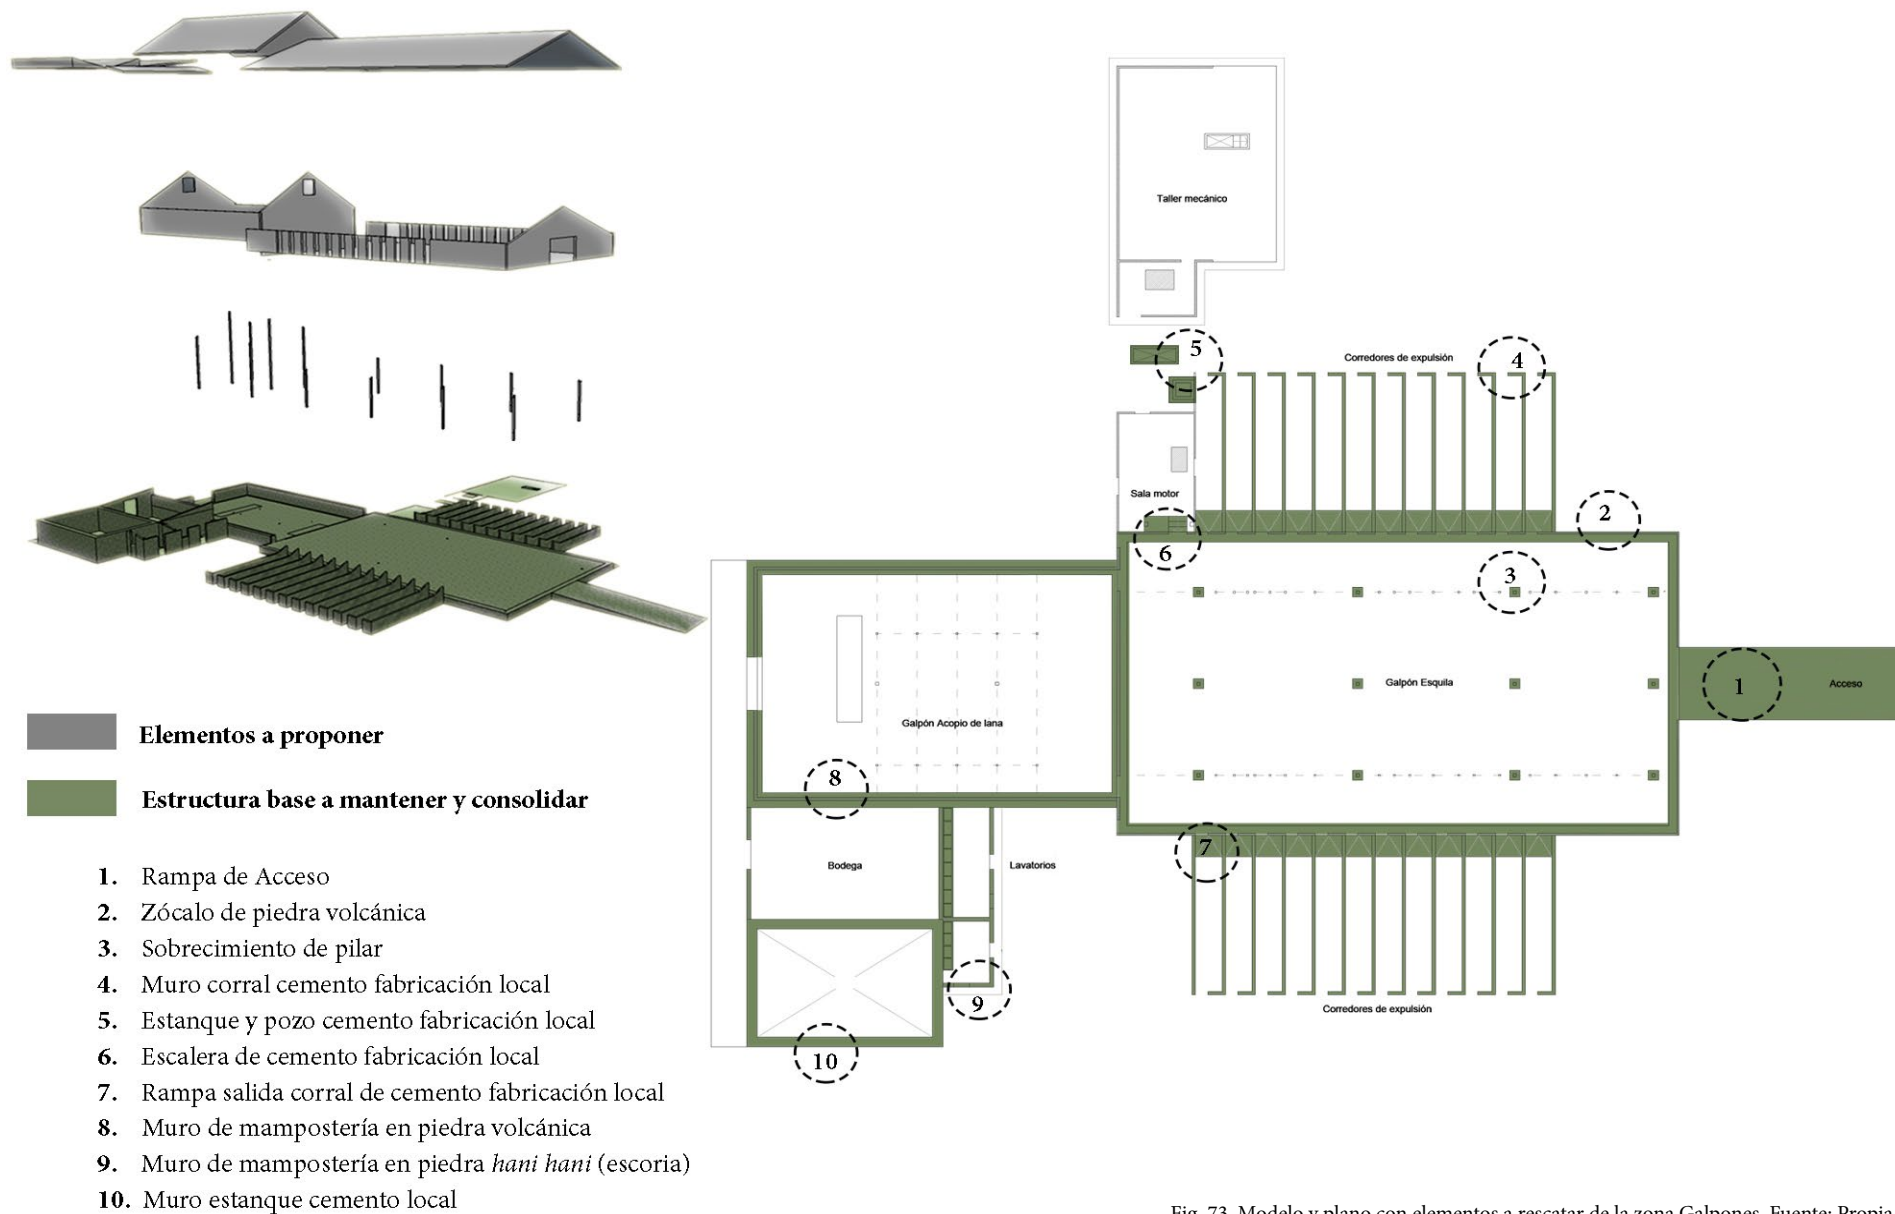 Taller mecánico
5
Corredores de expulsión
4
Sala motor
2
6
3
Galpón Esquila
1
Acceso
Galpón Acopio de lana
8
7
Bodega
Lavatorios
9
Corredores de expulsión
10
Elementos a proponer
Estructura base a mantener y consolidar
1. Rampa de Acceso
2. Zócalo de piedra volcánica
3. Sobrecimiento de pilar
4. Muro corral cemento fabricación local
5. Estanque y pozo cemento fabricación local
6. Escalera de cemento fabricación local
7. Rampa salida corral de cemento fabricación local
8. Muro de mampostería en piedra volcánica
9. Muro de mampostería en piedra hani hani (escoria)
10. Muro estanque cemento local
Fig. 73. Modelo y plano con elementos a rescatar de la zona Galpones. Fuente: Propia